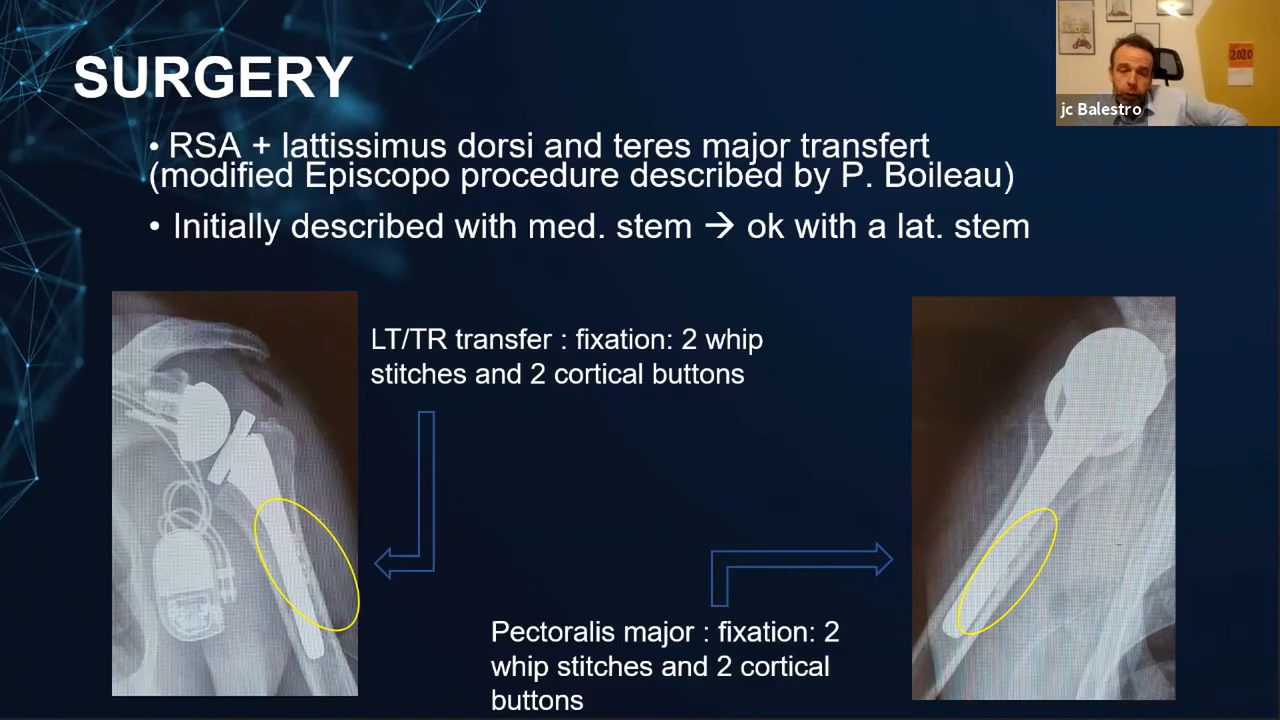 SURGERY
• RSA + lattissimus dorsi and teres major transfert
(modified Episcopo procedure described by P. Boileau)
• Initially described with med. stem → ok with a lat. stem
LT/TR transfer : fixation: 2 whip
stitches and 2 cortical buttons
Pectoralis major : fixation: 2
whip stitches and 2 cortical
buttons
jc Balestro
2020